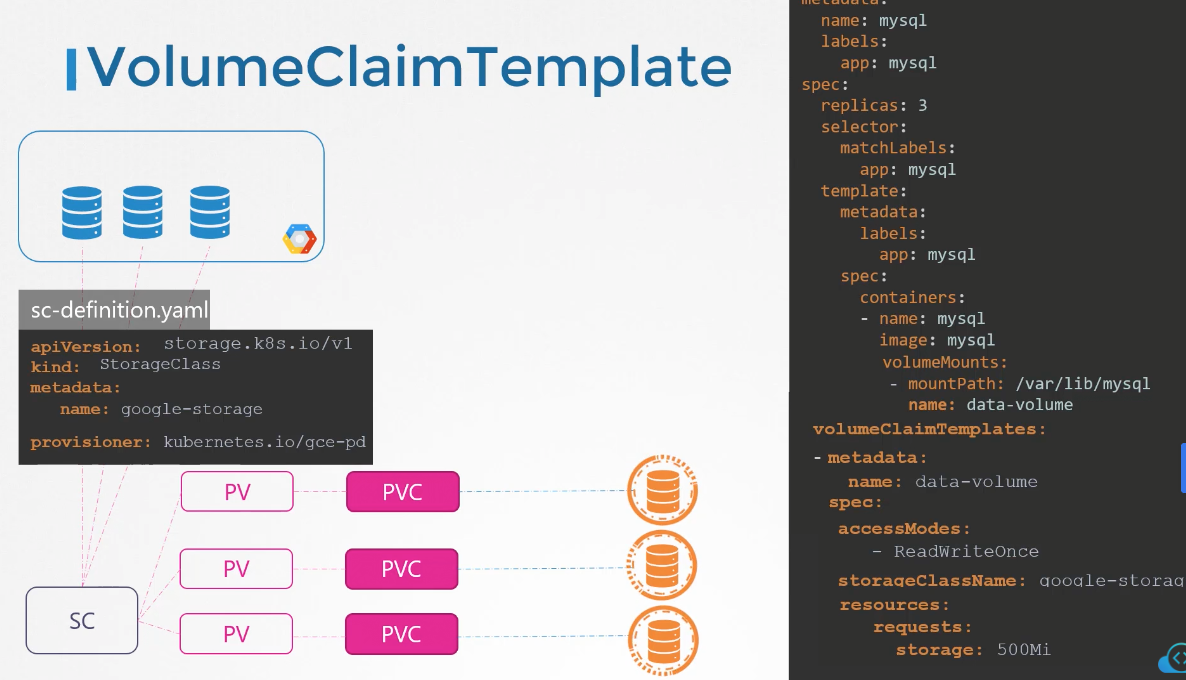 VolumeClaimTemplate
sc-definition.yaml
apiVersion: storage.k8s.io/v1
kind: StorageClass
metadata:
name: google-storage
provisioner: kubernetes.io/gce-pd
PV PVC
PV PVC
SC
PV PVC
metadata:
name: mysql
labels:
app: mysql
spec:
replicas: 3
selector:
matchLabels:
app: mysql
template:
metadata:
labels:
app: mysql
spec:
containers:
- name: mysql
image: mysql
volumeMounts:
- mountPath: /var/lib/mysql
name: data-volume
volumeClaimTemplates:
- metadata:
name: data-volume
spec:
accessModes:
- ReadWriteOnce
storageClassName: google-storag
resources:
requests:
storage: 500Mi